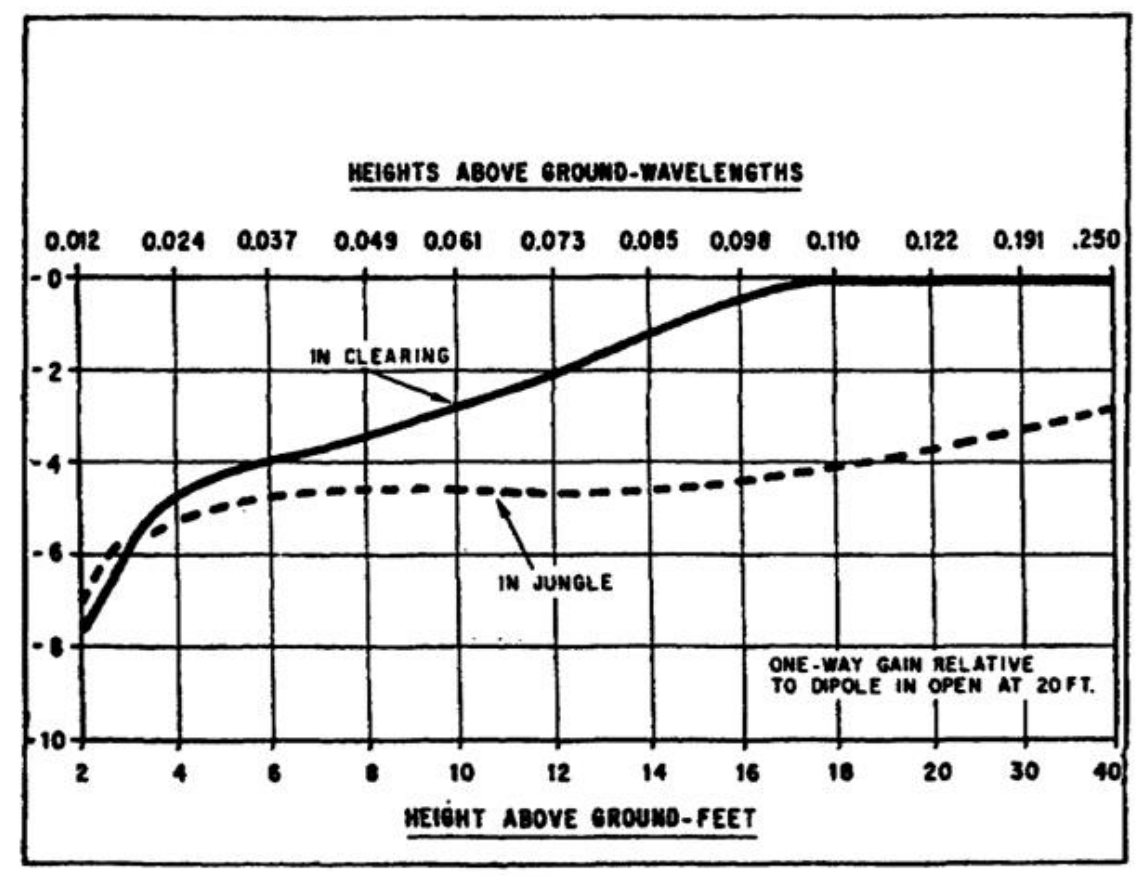 HEIGHTS ABOVE GROUND-WAVELENGTHS
0.012 0.024 0.037 0.049 0.061 0.073 0.085 0.098 0.110 0.122 0.191 .250
- 0
IN CLEARING
- 2
- 4
- 6
IN JUNGLE
- 8
ONE-WAY GAIN RELATIVE
TO DIPOLE IN OPEN AT 20 FT.
- 10
2 4 6 8 10 12 14 16 18 20 30 40
HEIGHT ABOVE GROUND-FEET